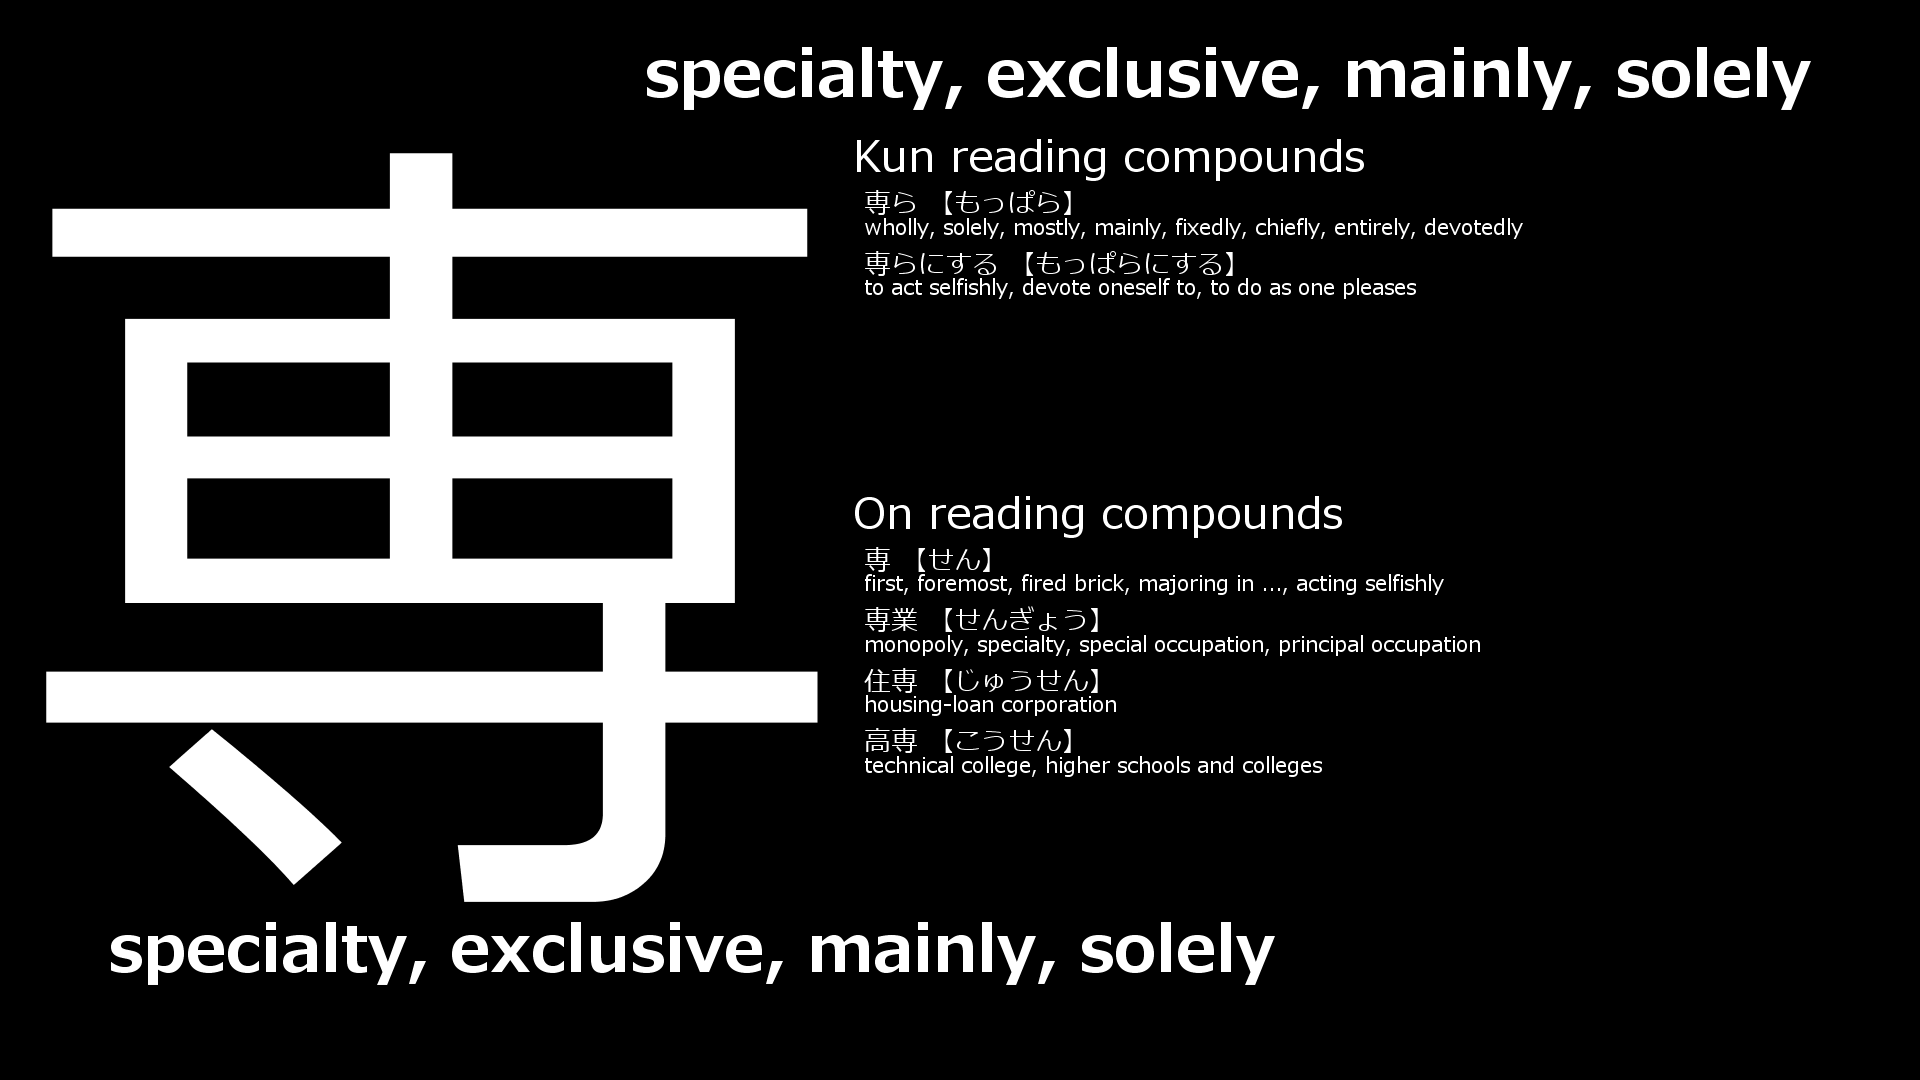 specialty, exclusive, mainly, solely
専
Kun reading compounds
専ら 【もっぱら】
wholly, solely, mostly, mainly, fixedly, chiefly, entirely, devotedly
専らにする 【もっぱらにする】
to act selfishly, devote oneself to, to do as one pleases
On reading compounds
専 【せん】
first, foremost, fired brick, majoring in ..., acting selfishly
専業 【せんぎょう】
monopoly, specialty, special occupation, principal occupation
住専 【じゅうせん】
housing-loan corporation
高専 【こうせん】
technical college, higher schools and colleges
specialty, exclusive, mainly, solely